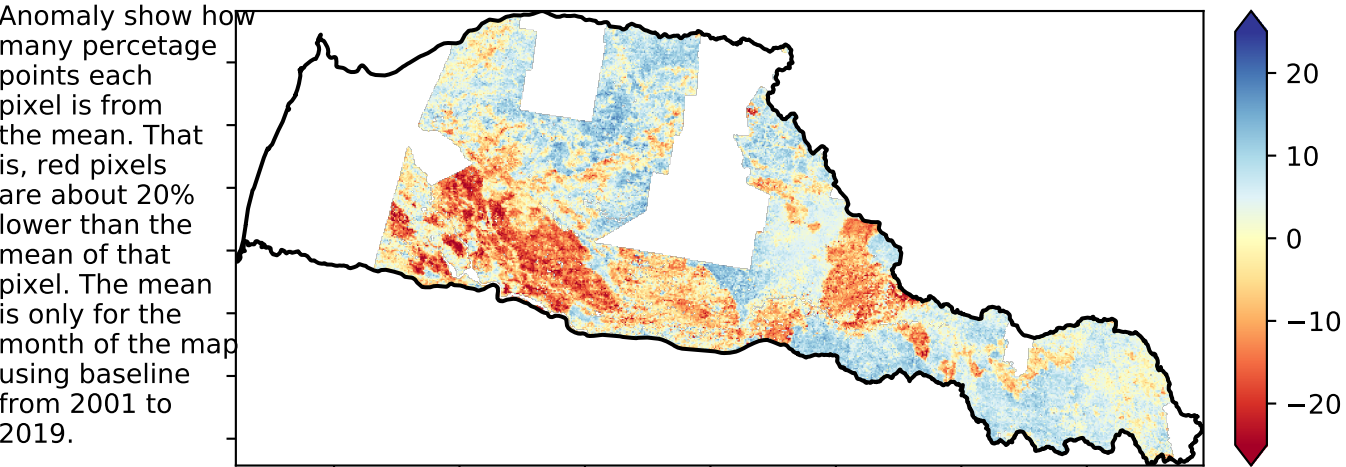 Anomaly show how
many percetage
points each
pixel is from
the mean. That
is, red pixels
are about 20%
lower than the
mean of that
pixel. The mean
is only for the
month of the map
using baseline
from 2001 to
2019.
20
10
0
−10
−20